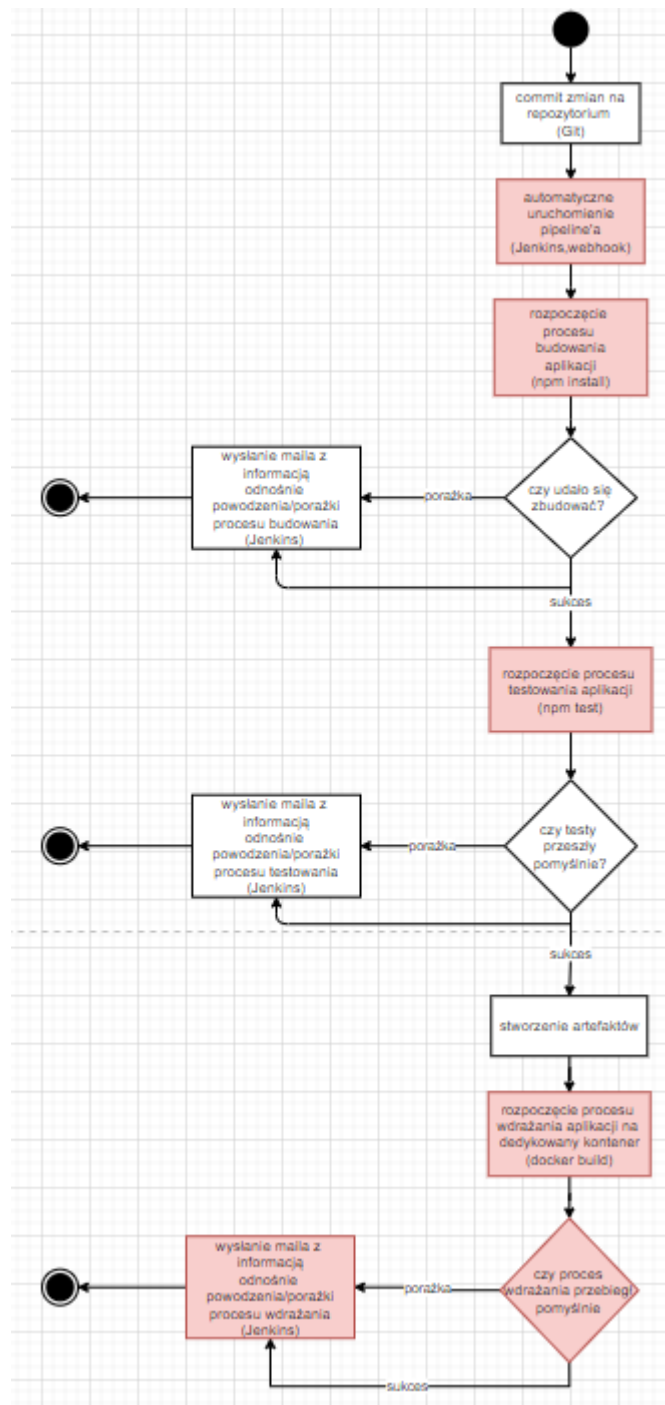 commit zmian na
repozytorium
(Git)
automatyczne
uruchomienie
pipeline'a
(Jenkins,webhook)
rozpoczęcie
procesu
budowania
aplikacji
(npm install)
wysłanie maila z
informacją
odnośnie
powodzenia/porażki
procesu budowania
(Jenkins)
porażka
czy udało się
zbudować?
sukces
rozpoczęcie procesu
testowania aplikacji
(npm test)
wysłanie maila z
informacją
odnośnie
powodzenia/porażki
procesu testowania
(Jenkins)
porażka
czy testy
przeszły
pomyślnie?
sukces
stworzenie artefaktów
rozpoczęcie procesu
wdrażania aplikacji na
dedykowany kontener
(docker build)
wysłanie maila z
informacją
odnośnie
powodzenia/porażki
procesu wdrażania
(Jenkins)
porażka
czy proces
wdrażania przebiegł
pomyślnie
sukces